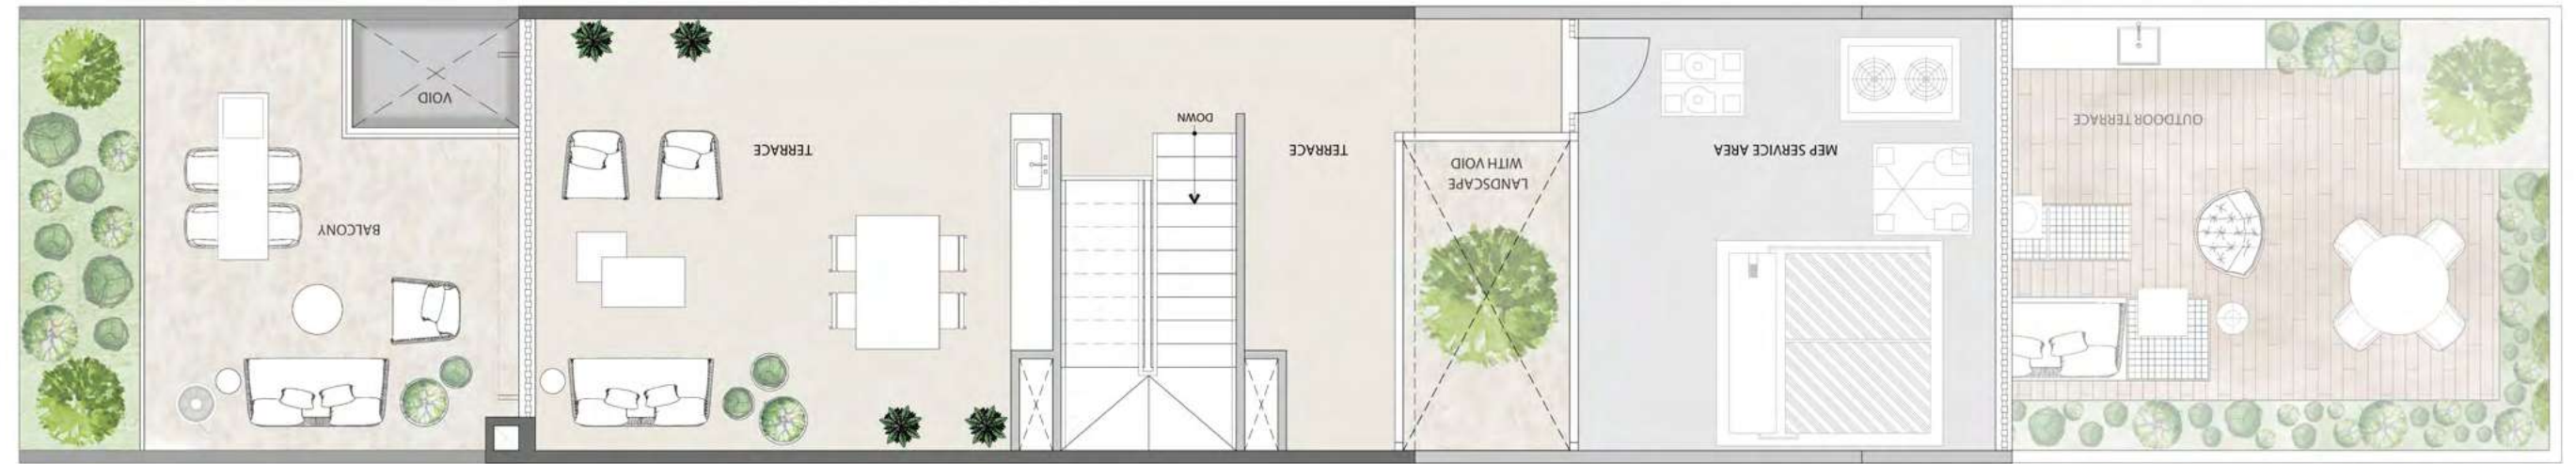 VOID
BALCONY
TERRACE
DOWN
TERRACE
LANDSCAPE
WITH VOID
MEP SERVICE AREA
OUTDOOR TERRACE